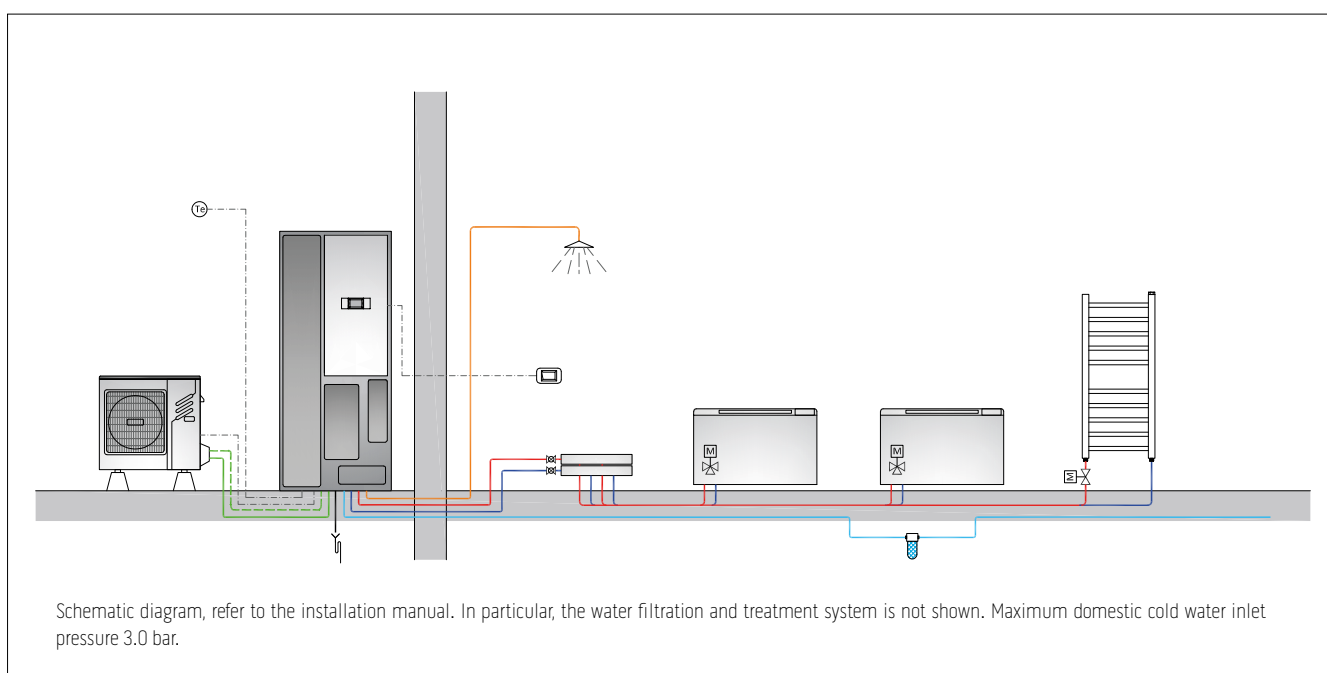 Te
M
M
M
Schematic diagram, refer to the installation manual. In particular, the water filtration and treatment system is not shown. Maximum domestic cold water inlet
pressure 3.0 bar.